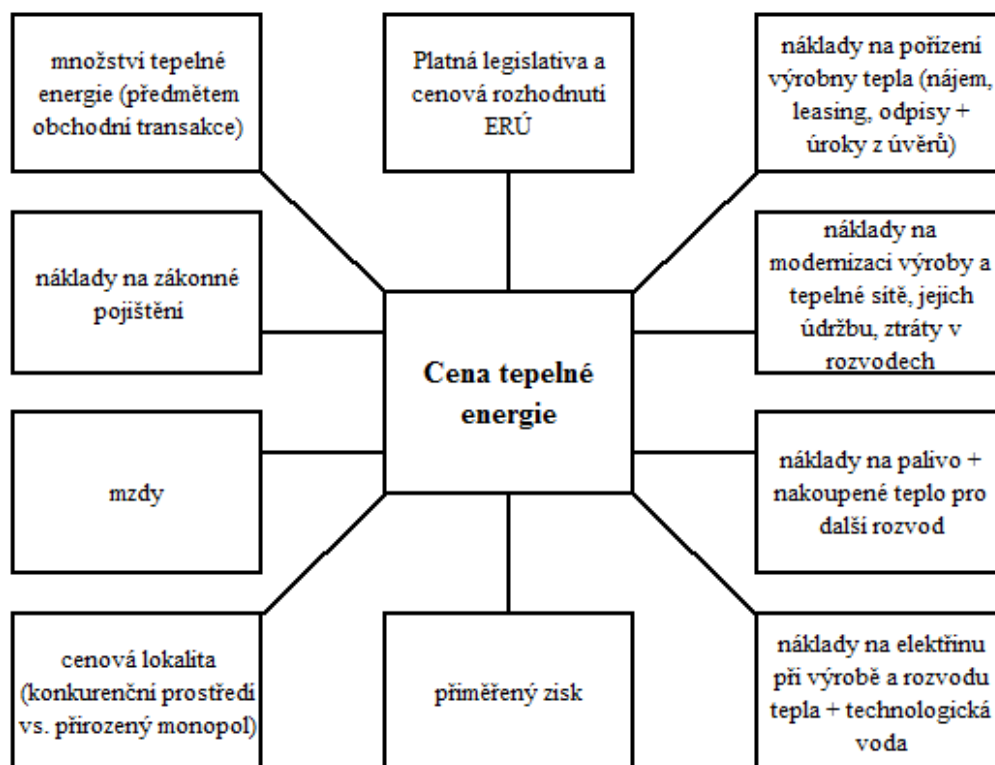 množství tepelné
energie (předmětem
obchodní transakce)
Platná legislativa a
cenová rozhodnutí
ERÚ
náklady na pořízení
výrobny tepla (nájem,
leasing, odpisy +
úroky z úvěrů)
náklady na zákonné
pojištění
náklady na
modernizaci výroby a
tepelné sítě, jejich
údržbu, ztráty v
rozvodech
Cena tepelné
energie
mzdy
náklady na palivo +
nakoupené teplo pro
další rozvod
cenová lokalita
(konkurenční prostředí
vs. přirozený monopol)
přiměřený zisk
náklady na elektřinu
při výrobě a rozvodu
tepla + technologická
voda